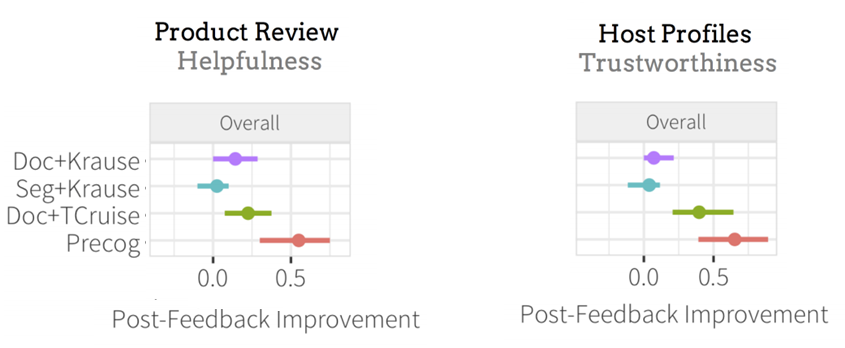 Product Review
Helpfulness
Overall
Doc+Krause
Seg+Krause
Doc+TCruise
Precog
0.0 0.5
Post-Feedback Improvement
Host Profiles
Trustworthiness
Overall
0.0 0.5
Post-Feedback Improvement